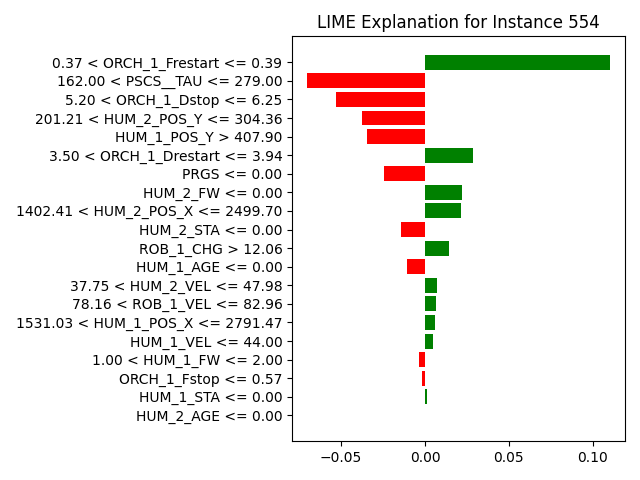 LIME Explanation for Instance 554
0.37 < ORCH_1_Frestart <= 0.39
162.00 < PSCS__TAU <= 279.00
5.20 < ORCH_1_Dstop <= 6.25
201.21 < HUM_2_POS_Y <= 304.36
HUM_1_POS_Y > 407.90
3.50 < ORCH_1_Drestart <= 3.94
PRGS <= 0.00
HUM_2_FW <= 0.00
1402.41 < HUM_2_POS_X <= 2499.70
HUM_2_STA <= 0.00
ROB_1_CHG > 12.06
HUM_1_AGE <= 0.00
37.75 < HUM_2_VEL <= 47.98
78.16 < ROB_1_VEL <= 82.96
1531.03 < HUM_1_POS_X <= 2791.47
HUM_1_VEL <= 44.00
1.00 < HUM_1_FW <= 2.00
ORCH_1_Fstop <= 0.57
HUM_1_STA <= 0.00
HUM_2_AGE <= 0.00
−0.05 0.00 0.05 0.10